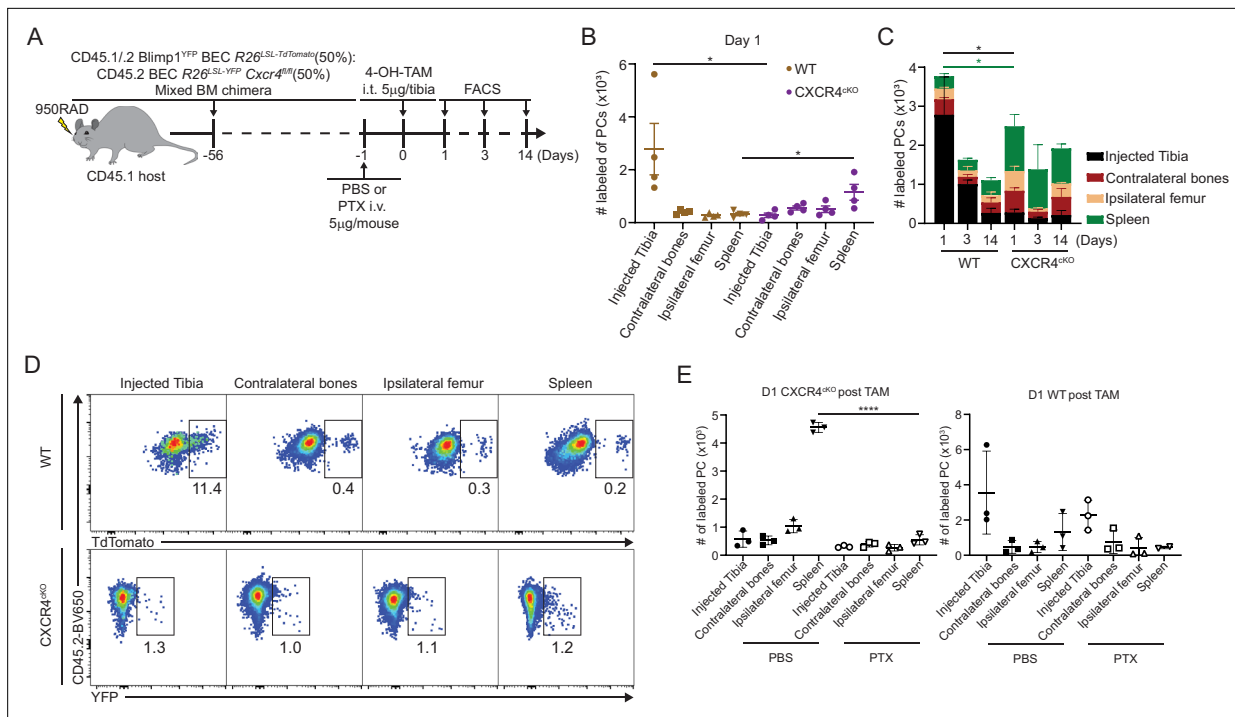 A
CD45.1/.2 Blimp1YFP BEC R26LSL-TdTomato(50%):
CD45.2 BEC R26LSL-YFP Cxcr4fl/fl(50%)
Mixed BM chimera
950RAD
4-OH-TAM
i.t. 5µg/tibia
FACS
CD45.1 host
-56
-1
0
1
3
14 (Days)
PBS or
PTX i.v.
5µg/mouse
B
Day 1
# labeled of PCs (x10³)
6
4
2
0
*
*
WT
CXCR4cKO
Injected Tibia
Contralateral bones
Ipsilateral femur
Spleen
Injected Tibia
Contralateral bones
Ipsilateral femur
Spleen
C
*
*
# labeled PCs (x10³)
4
3
2
1
0
Injected Tibia
Contralateral bones
Ipsilateral femur
Spleen
1 3 14 1 3 14 (Days)
WT CXCR4cKO
D
Injected Tibia Contralateral bones Ipsilateral femur Spleen
WT
11.4 0.4 0.3 0.2
TdTomato
CXCR4cKO
CD45.2-BV650
1.3 1.0 1.1 1.2
YFP
E
D1 CXCR4cKO post TAM
# of labeled PC (x10³)
5
4
3
2
1
0
****
Injected Tibia
Contralateral bones
Ipsilateral femur
Spleen
Injected Tibia
Contralateral bones
Ipsilateral femur
Spleen
PBS PTX
D1 WT post TAM
# of labeled PC (x10³)
8
6
4
2
0
Injected Tibia
Contralateral bones
Ipsilateral femur
Spleen
Injected Tibia
Contralateral bones
Ipsilateral femur
Spleen
PBS PTX